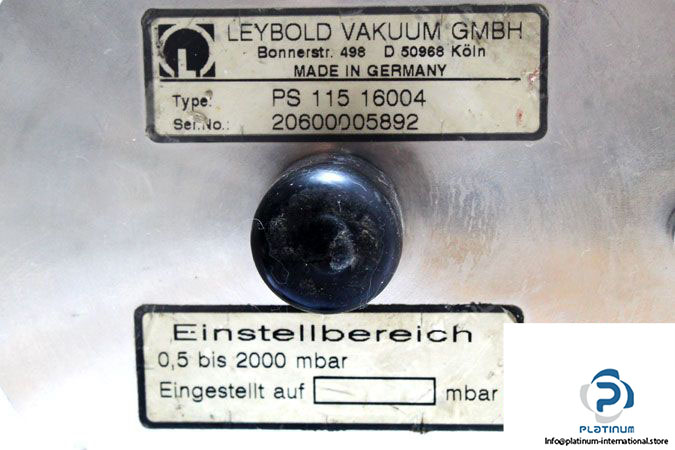 LEYBOLD VAKUUM GMBH
Bonnerstr. 498 D 50968 Köln
MADE IN GERMANY
Type: PS 115 16004
Ser.No.: 20600005892
L
Einstellbereich
0,5 bis 2000 mbar
Eingestellt auf mbar
PLATINUM
Info@platinum-international.store